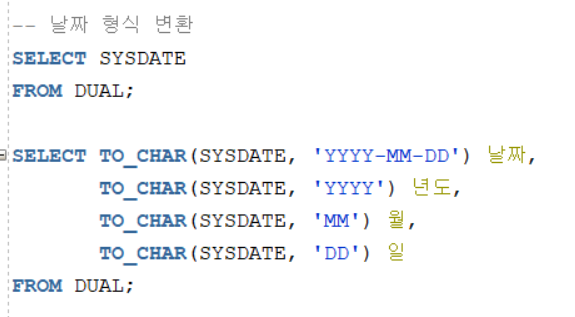 -- 날짜 형식 변환
SELECT SYSDATE
FROM DUAL;
SELECT TO_CHAR(SYSDATE, 'YYYY-MM-DD') 날짜,
TO_CHAR(SYSDATE, 'YYYY') 년도,
TO_CHAR(SYSDATE, 'MM') 월,
TO_CHAR(SYSDATE, 'DD') 일
FROM DUAL;